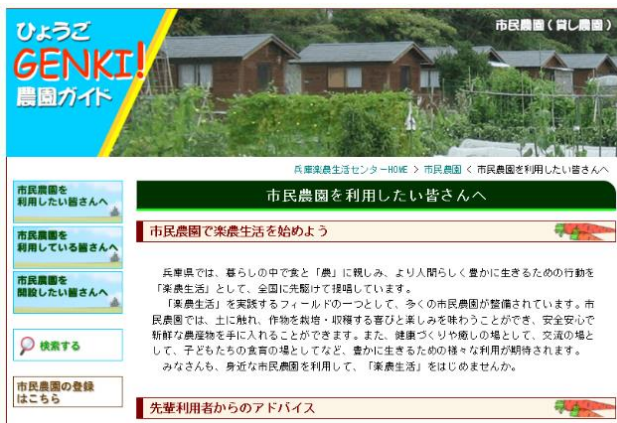 ひょうご
GENKI!
農園ガイド
市民農園(貸し農園)
兵庫楽農生活センターHOME > 市民農園 < 市民農園を利用したい皆さんへ
市民農園を
利用したい皆さんへ
市民農園を
利用している皆さんへ
市民農園を
開設したい皆さんへ
検索する
市民農園の登録
はこちら
市民農園を利用したい皆さんへ
市民農園で楽農生活を始めよう
兵庫県では、暮らしの中で食と「農」に親しみ、より人間らしく豊かに生きるための行動を
「楽農生活」として、全国に先駆けて提唱しています。
「楽農生活」を実践するフィールドの一つとして、多くの市民農園が整備されています。市
民農園では、土に触れ、作物を栽培・収穫する喜びと楽しみを味わうことができ、安全安心で
新鮮な農産物を手に入れることができます。また、健康づくりや癒しの場として、交流の場と
して、子どもたちの食育の場としてなど、豊かに生きるための様々な利用が期待されます。
みなさんも、身近な市民農園を利用して、「楽農生活」をはじめませんか。
先輩利用者からのアドバイス